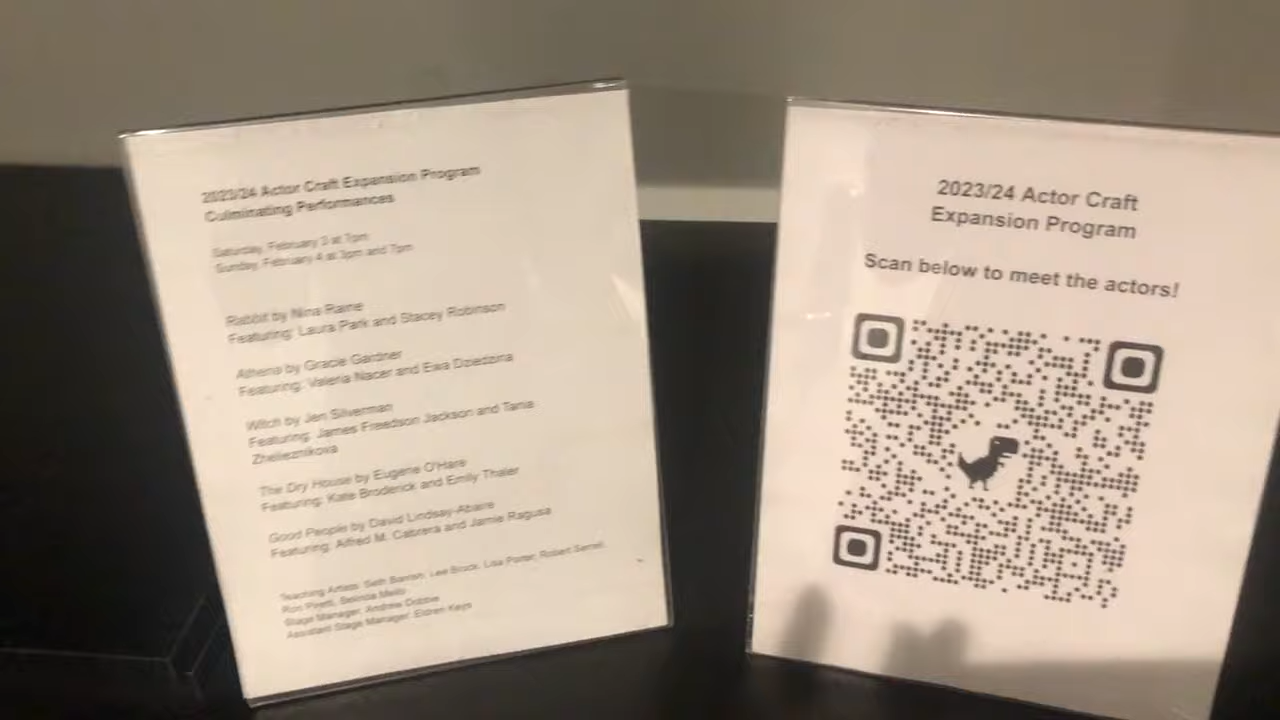 2023/24 Actor Craft Expansion Program
Culminating Performances
Saturday, February 3 at 7pm
Sunday, February 4 at 3pm and 7pm
Rabbit by Nina Raine
Featuring: Laura Park and Stacey Robinson
Athena by Gracie Gardner
Featuring: Valeria Nacer and Ewa Dziedzina
Witch by Jen Silverman
Featuring: James Freedson Jackson and Tania
Zhelieznikova
The Dry House by Eugene O'Hare
Featuring: Kate Broderick and Emily Thaler
Good People by David Lindsay-Abaire
Featuring: Alfred M. Cabrera and Jamie Ragusa
Teaching Artists: Seth Barrish, Lee Brock, Lisa Porter, Robert
Ron Piretti, Belinda Mello
Stage Manager: Andrew
Assistant Stage Manager: Eldren Keys
2023/24 Actor Craft
Expansion Program
Scan below to meet the actors!